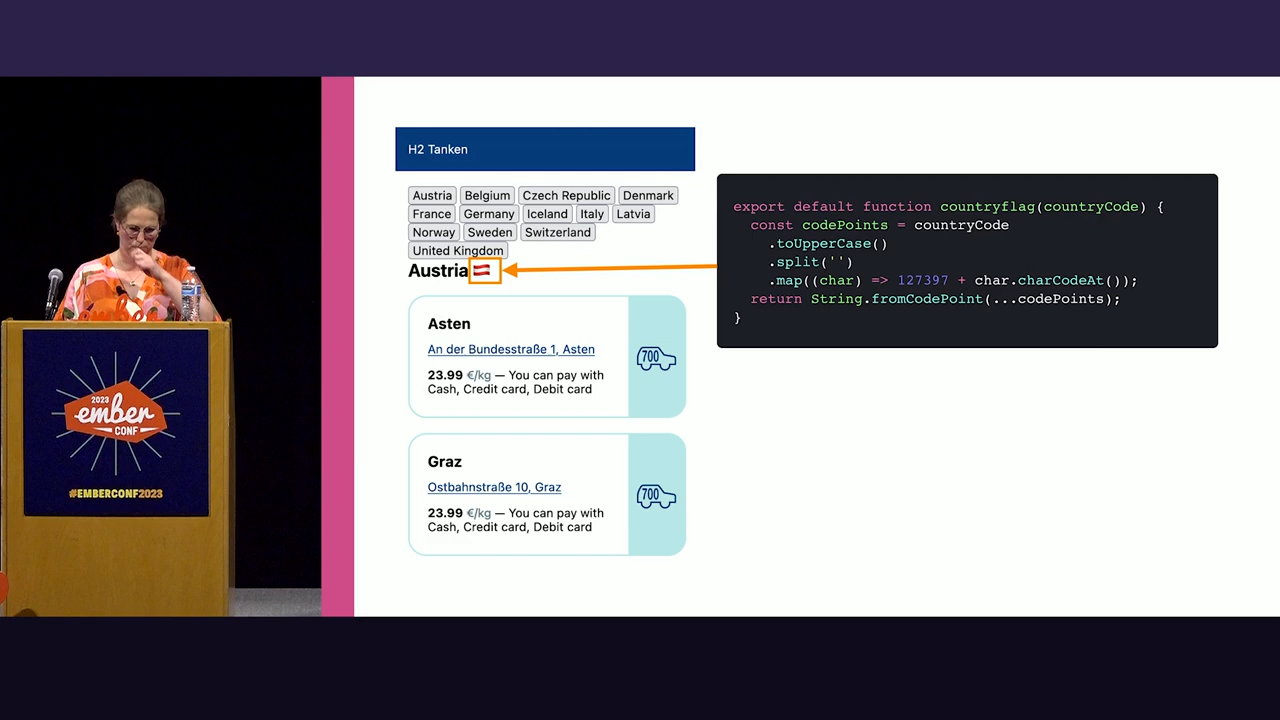 2023
ember
CONF
#EMBERCONF2023
H2 Tanken
Austria Belgium Czech Republic Denmark
France Germany Iceland Italy Latvia
Norway Sweden Switzerland
United Kingdom
Austria
Asten
An der Bundesstraße 1, Asten
23.99 €/kg — You can pay with
Cash, Credit card, Debit card
700
Graz
Ostbahnstraße 10, Graz
23.99 €/kg — You can pay with
Cash, Credit card, Debit card
700
export default function countryflag(countryCode) {
const codePoints = countryCode
.toUpperCase()
.split('')
.map((char) => 127397 + char.charCodeAt());
return String.fromCodePoint(...codePoints);
}